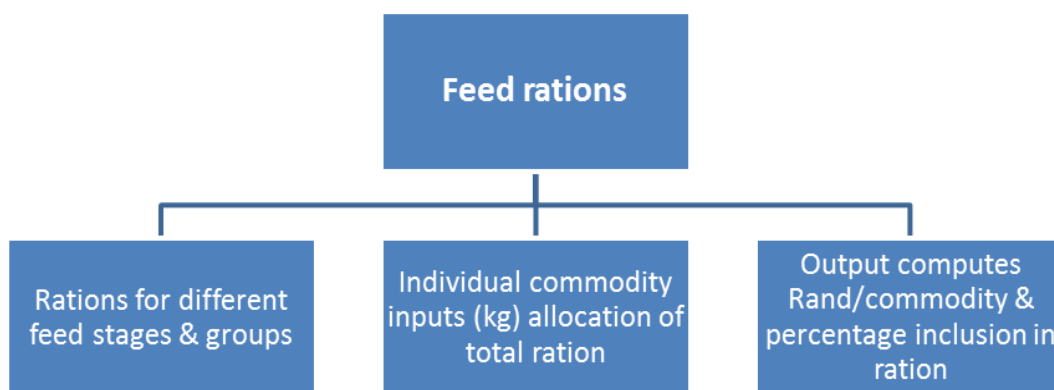 Feed rations
Rations for different
feed stages & groups
Individual commodity
inputs (kg) allocation of
total ration
Output computes
Rand/commodity &
percentage inclusion in
ration